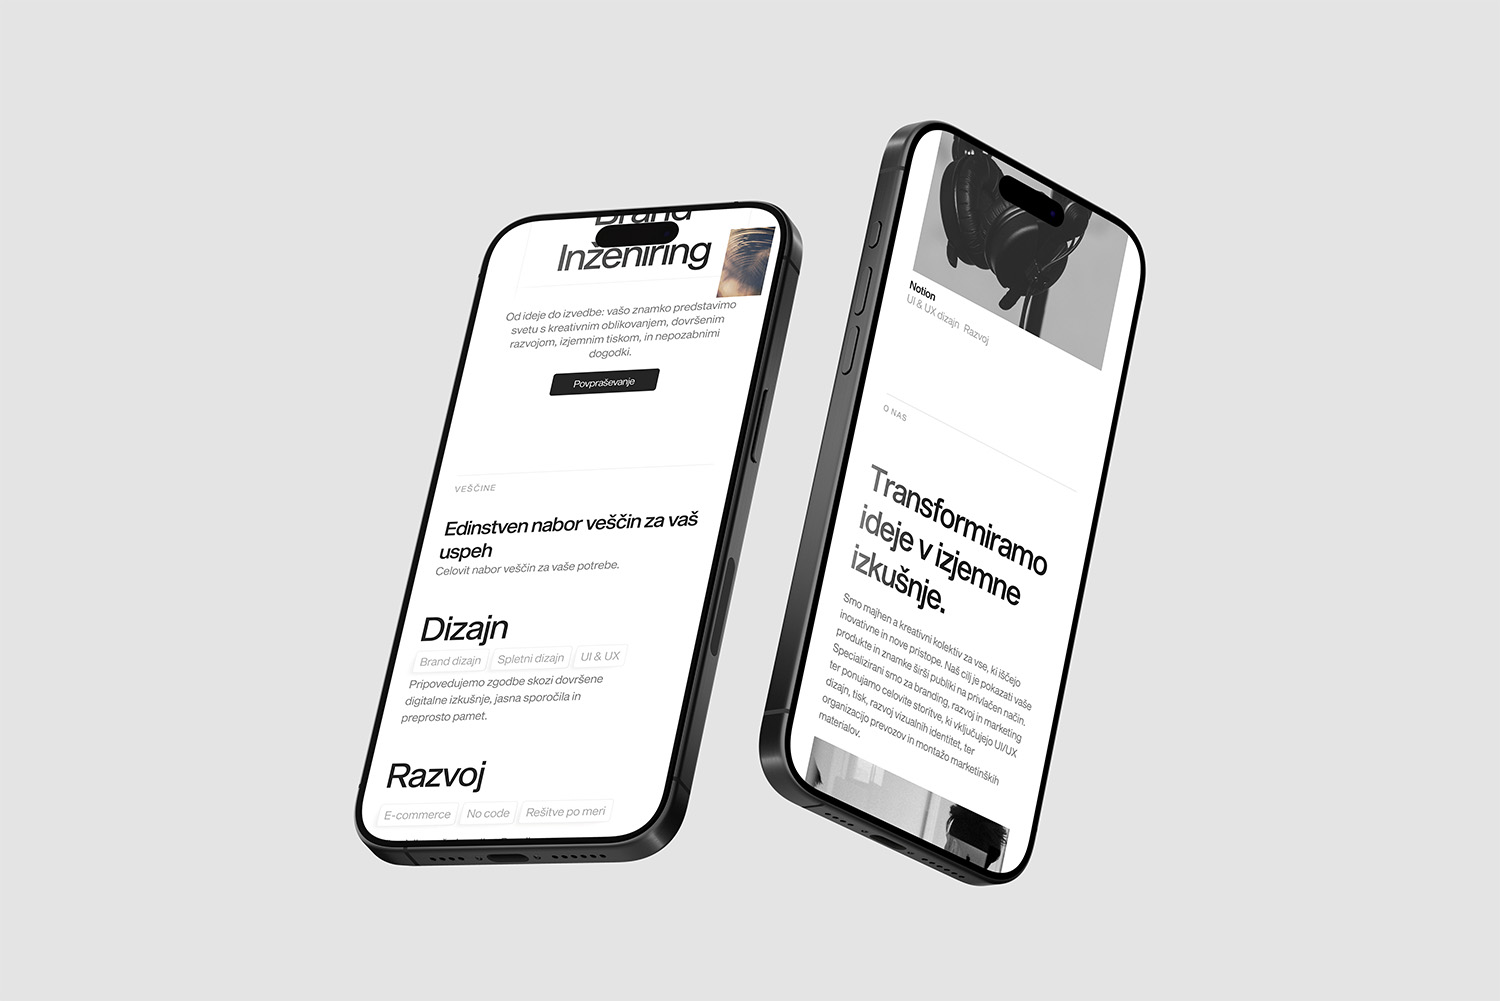 Brand
Inženiring
Od ideje do izvedbe: vašo znamko predstavimo
svetu s kreativnim oblikovanjem, dovršenim
razvojom, izjemnim tiskom, in nepozabnimi
dogodki.
Povpraševanje
VEŠČINE
Edinstven nabor veščin za vaš
uspeh
Celovit nabor veščin za vaše potrebe.
Dizajn
Brand dizajn
Spletni dizajn
UI & UX
Pripovedujemo zgodbe skozi dovršene
digitalne izkušnje, jasna sporočila in
preprosto pamet.
Razvoj
E-commerce
No code
Rešitve po meri
Notion
UI & UX dizajn Razvoj
O NAS
Transformiramo
ideje v izjemne
izkušnje.
Smo majhen a kreativni kolektiv za vse, ki iščejo
inovativne in nove pristope. Naš cilj je pokazati vaše
produkte in znamke širši publiki na privlačen način.
Specializirani smo za branding, razvoj in marketing
ter ponujamo celovite storitve, ki vključujejo UI/UX
dizajn, tisk, razvoj vizualnih identitet, ter
organizacijo prevozov in montažo marketinških
materialov.